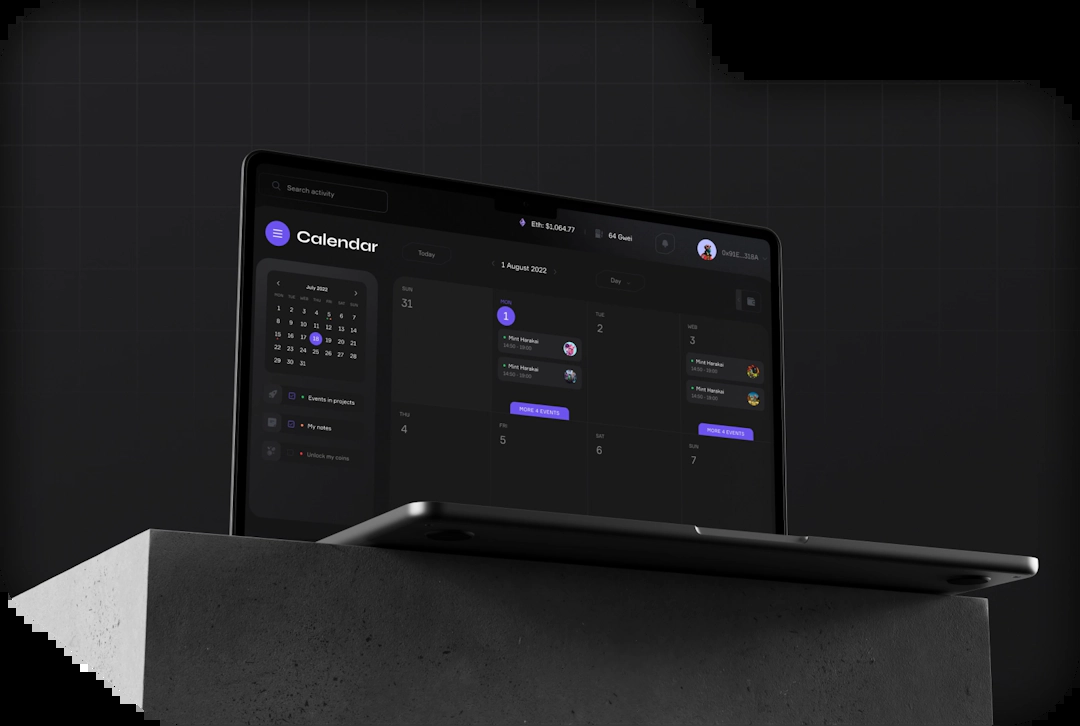 Search activity
Eth: $1,064.77
64 Gwei
0x91E...316A
Calendar
Today
1 August 2022
Day
July 2022
MON TUE WED THU FRI SAT SUN
1 2 3 4 5 6 7
8 9 10 11 12 13 14
15 16 17 18 19 20 21
22 23 24 25 26 27 28
29 30 31
Events in projects
My notes
Unlock my coins
SUN
31
MON
1
Mint Harakai
14:00 - 18:00
Mint Harakai
14:00 - 18:00
MORE 4 EVENTS
TUE
2
WEB
3
Mint Harakai
14:00 - 18:00
Mint Harakai
14:00 - 18:00
MORE 4 EVENTS
THU
4
FRI
5
SAT
6
SUN
7